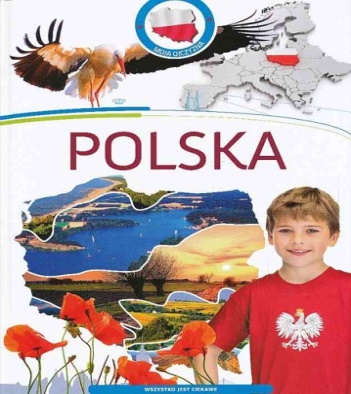 MOJA OJCZYZNA
POLSKA
WSZYSTKO JEST CIEKAWE